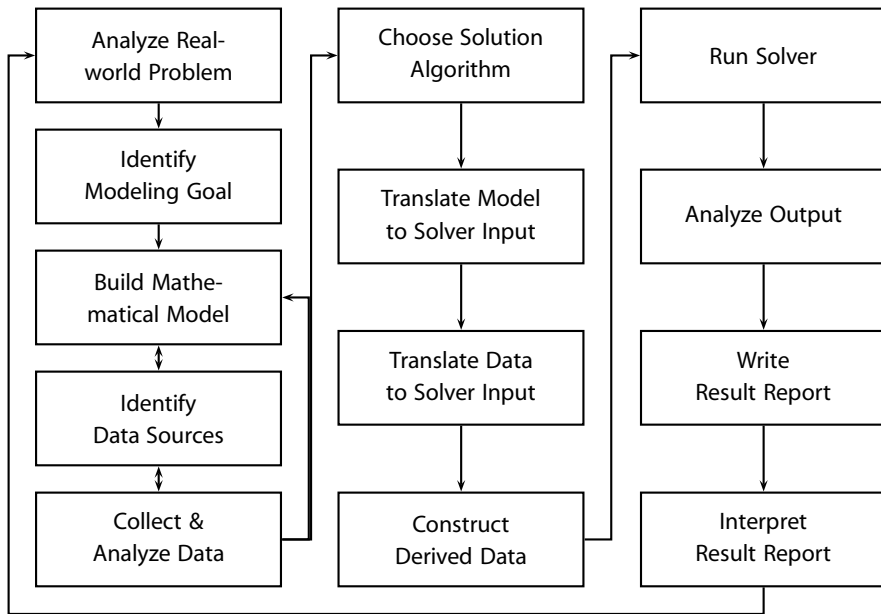 Analyze Real-
world Problem
Identify
Modeling Goal
Build Mathe-
matical Model
Identify
Data Sources
Collect &
Analyze Data
Choose Solution
Algorithm
Translate Model
to Solver Input
Translate Data
to Solver Input
Construct
Derived Data
Run Solver
Analyze Output
Write
Result Report
Interpret
Result Report